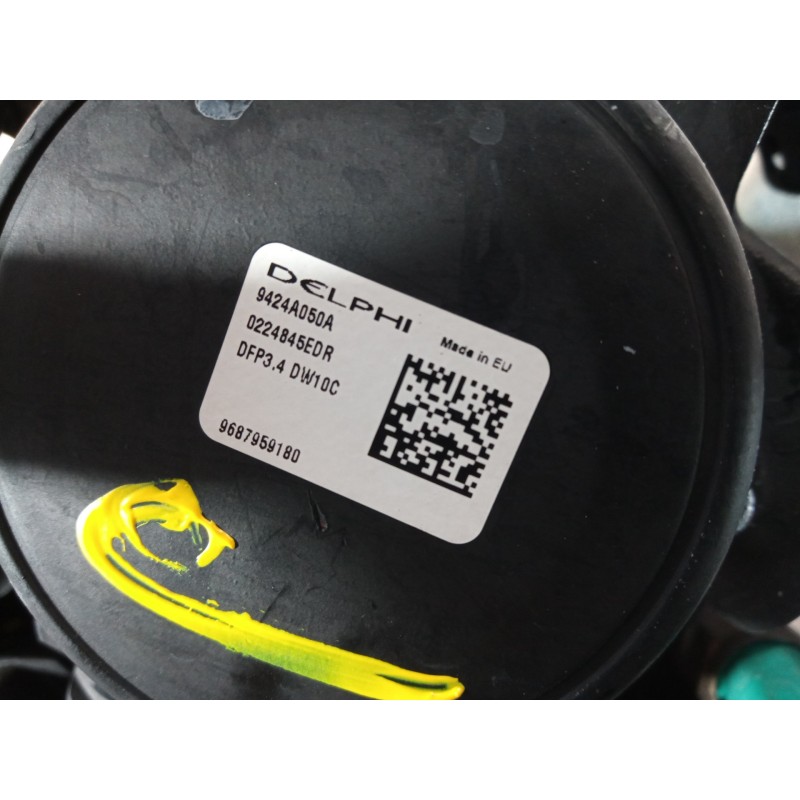 DELPHI
9424A050A
0224845EDR
DFP3.4 DW10C
Made in EU
9687959180